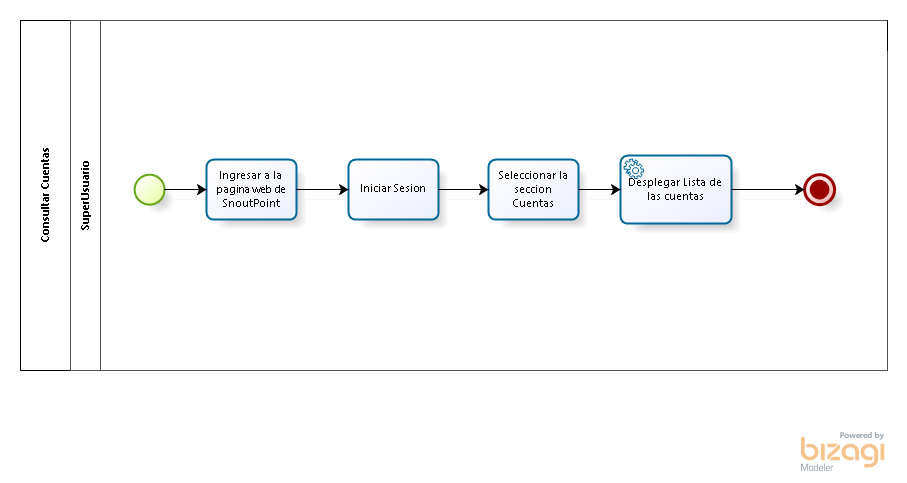 Consultar Cuentas
SuperUsuario
Ingresar a la
pagina web de
SnoutPoint
Iniciar Sesion
Seleccionar la
seccion
Cuentas
Desplegar Lista de
las cuentas
Powered by
bizagi
Modeler